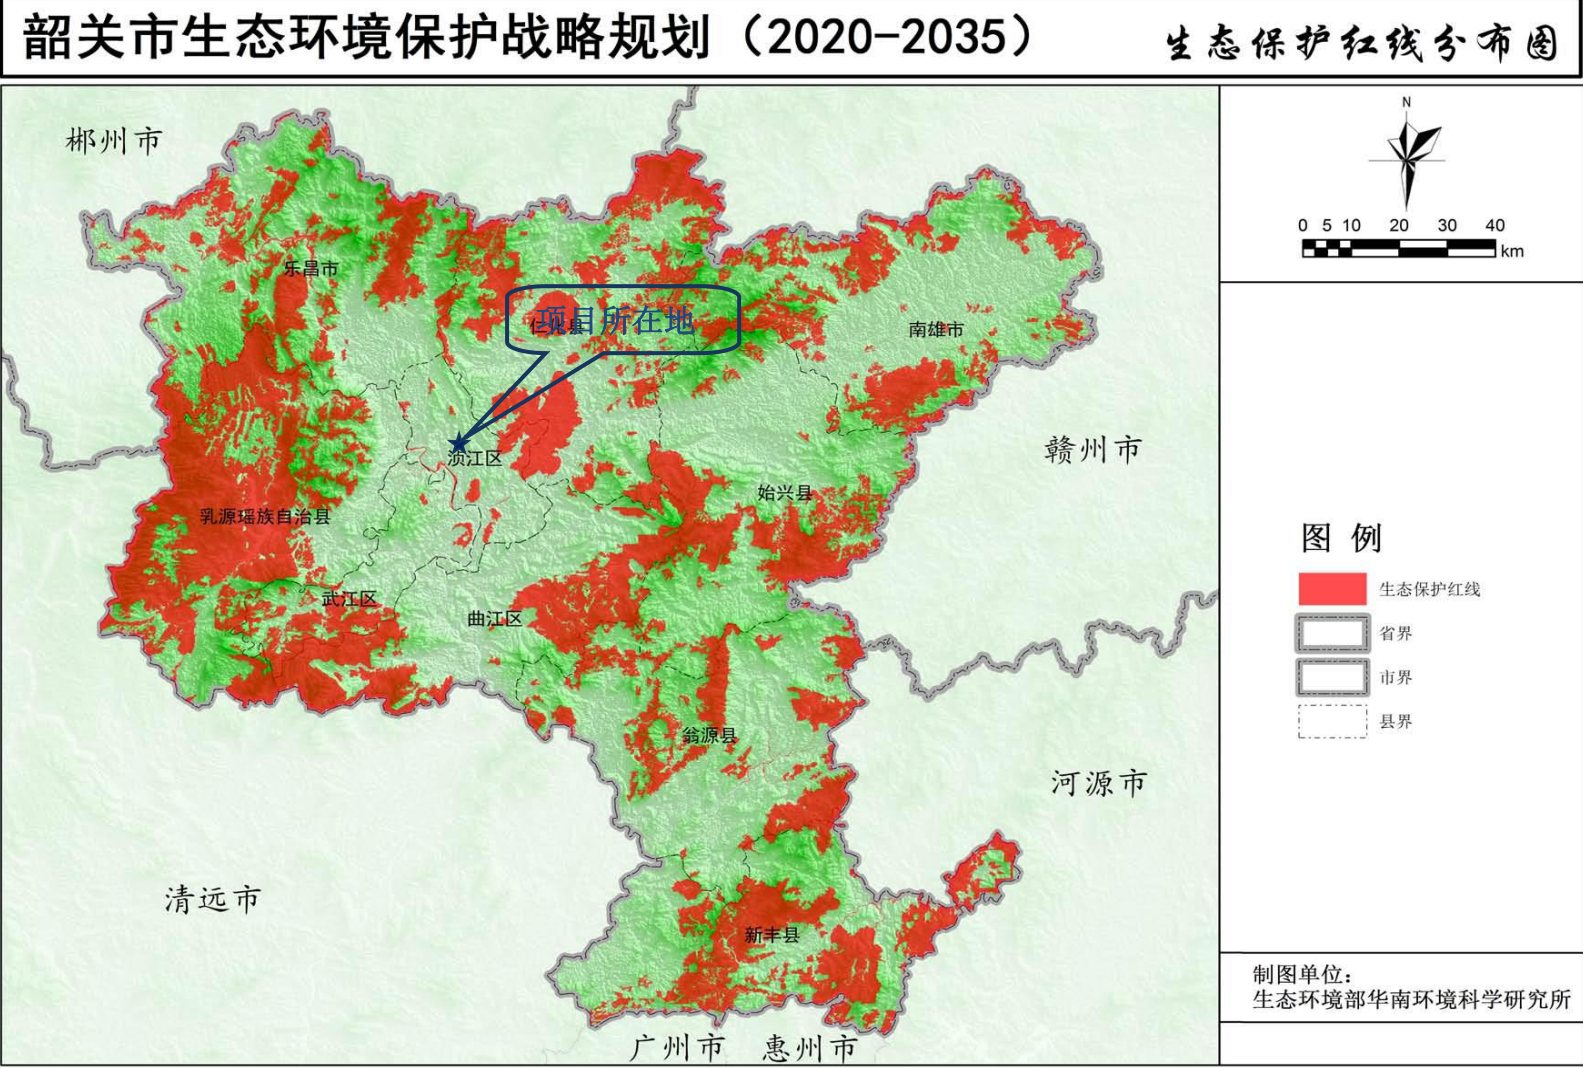 韶关市生态环境保护战略规划（2020-2035）
生态保护红线分布图
N
0 5 10 20 30 40
km
郴州市
乐昌市
仁化县
项目所在地
南雄市
赣州市
浈江区
始兴县
乳源瑶族自治县
武江区
曲江区
翁源县
河源市
清远市
新丰县
广州市
惠州市
图 例
生态保护红线
省界
市界
县界
制图单位：
生态环境部华南环境科学研究所